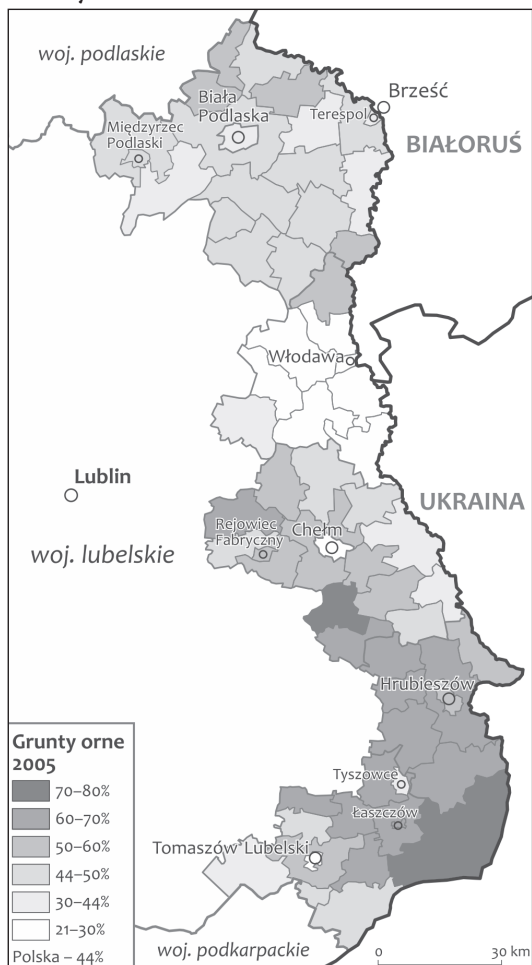 woj. podlaskie
Brześć
Biała
Podlaska
Terespol
Międzyrzec
Podlaski
BIAŁORUŚ
Włodawa
Lublin
UKRAINA
Rejowiec
Fabryczny
Chełm
woj. lubelskie
Hrubieszów
Grunty orne
2005
70–80%
60–70%
50–60%
44–50%
30–44%
21–30%
Polska – 44%
Tyszowce
Łaszczów
Tomaszów Lubelski
woj. podkarpackie
0 30 km